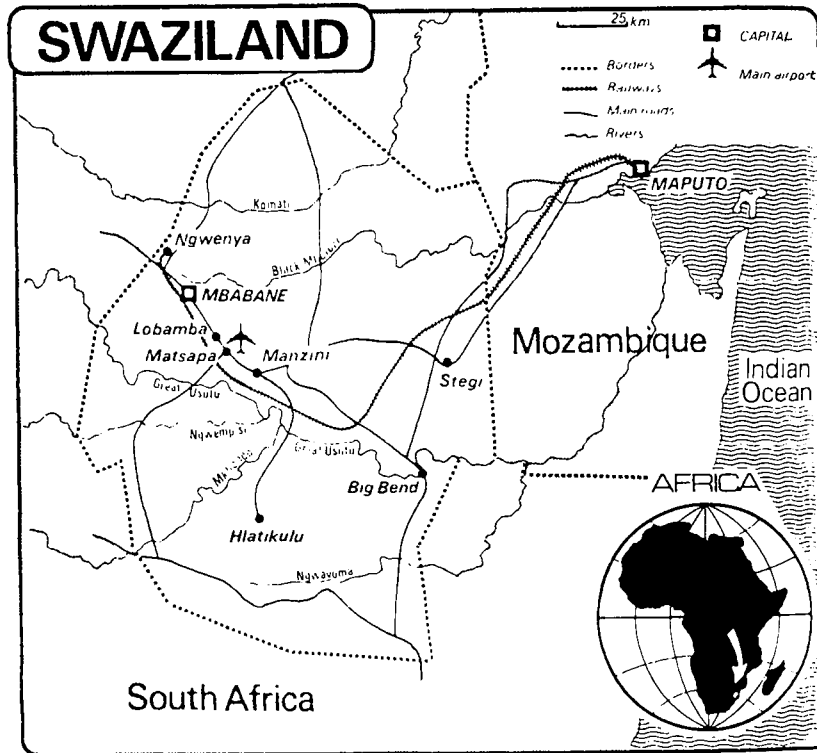 SWAZILAND
25 km
CAPITAL
Main airport
Borders
Railways
Main roads
Rivers
MAPUTO
Komati
Ngwenya
Black Mbuluzi
MBABANE
Lobamba
Matsapa
Manzini
Mozambique
Stegi
Indian
Ocean
Great Usutu
Ngwempisi
Great Usutu
Big Bend
AFRICA
Hlatikulu
Ngwavuma
South Africa